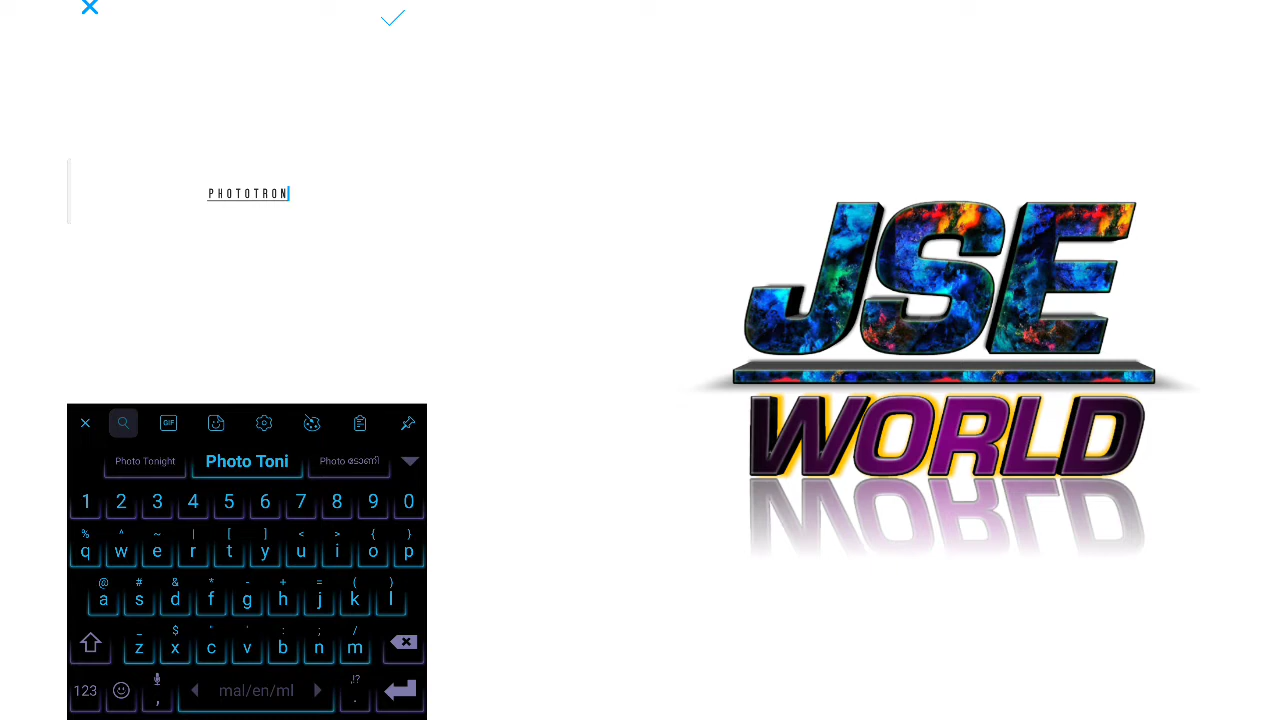 PHOTOTRON
GIF
Photo Tonight Photo Toni Photo ടോണി
1 2 3 4 5 6 7 8 9 0
% ^ ~ | [ ] < > { }
q w e r t y u i o p
@ # & * - + = ( )
a s d f g h j k l
_ $ " ' : ; /
z x c v b n m
,!?
123 , mal/en/ml .
JSE
WORLD